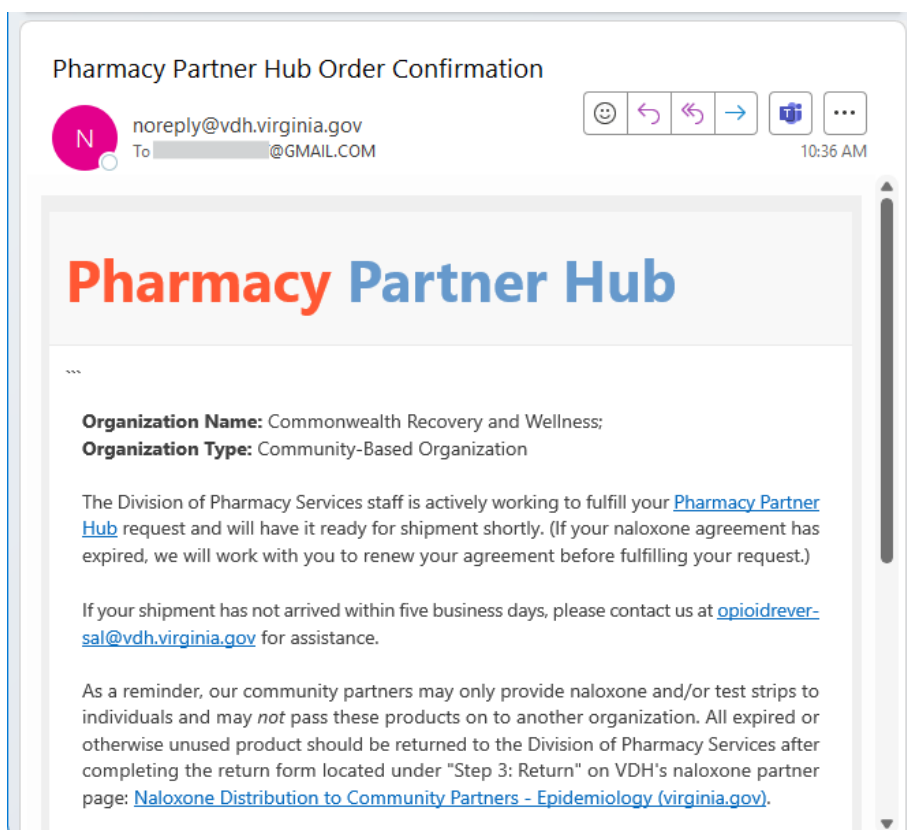 Pharmacy Partner Hub Order Confirmation
N
noreply@vdh.virginia.gov
To @GMAIL.COM
10:36 AM
Pharmacy Partner Hub
```
Organization Name: Commonwealth Recovery and Wellness;
Organization Type: Community-Based Organization
The Division of Pharmacy Services staff is actively working to fulfill your Pharmacy Partner
Hub request and will have it ready for shipment shortly. (If your naloxone agreement has
expired, we will work with you to renew your agreement before fulfilling your request.)
If your shipment has not arrived within five business days, please contact us at opioidrever-
sal@vdh.virginia.gov for assistance.
As a reminder, our community partners may only provide naloxone and/or test strips to
individuals and may not pass these products on to another organization. All expired or
otherwise unused product should be returned to the Division of Pharmacy Services after
completing the return form located under "Step 3: Return" on VDH's naloxone partner
page: Naloxone Distribution to Community Partners - Epidemiology (virginia.gov).